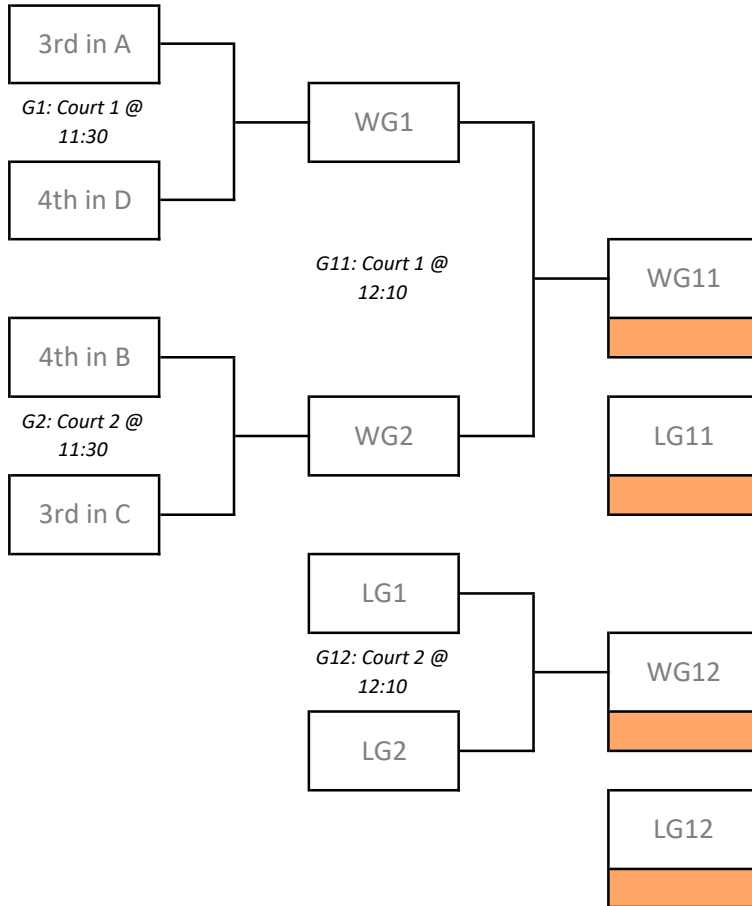 3rd in A
G1: Court 1 @
11:30
WG1
4th in D
G11: Court 1 @
12:10
WG11
4th in B
G2: Court 2 @
11:30
WG2
LG11
3rd in C
LG1
G12: Court 2 @
12:10
WG12
LG2
LG12